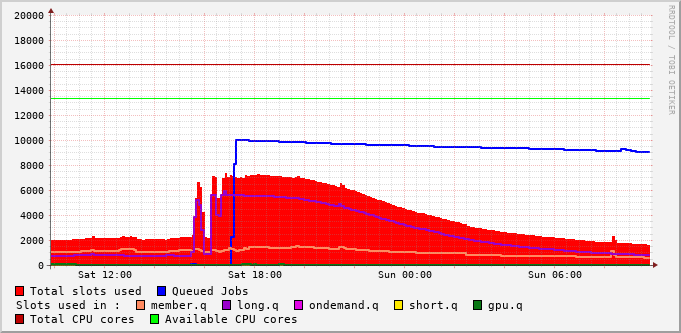 20000
18000
16000
14000
12000
10000
8000
6000
4000
2000
0
Sat 12:00 Sat 18:00 Sun 00:00 Sun 06:00
Total slots used Queued Jobs
Slots used in : member.q long.q ondemand.q short.q gpu.q
Total CPU cores Available CPU cores
RRDTOOL / TOBI OETIKER